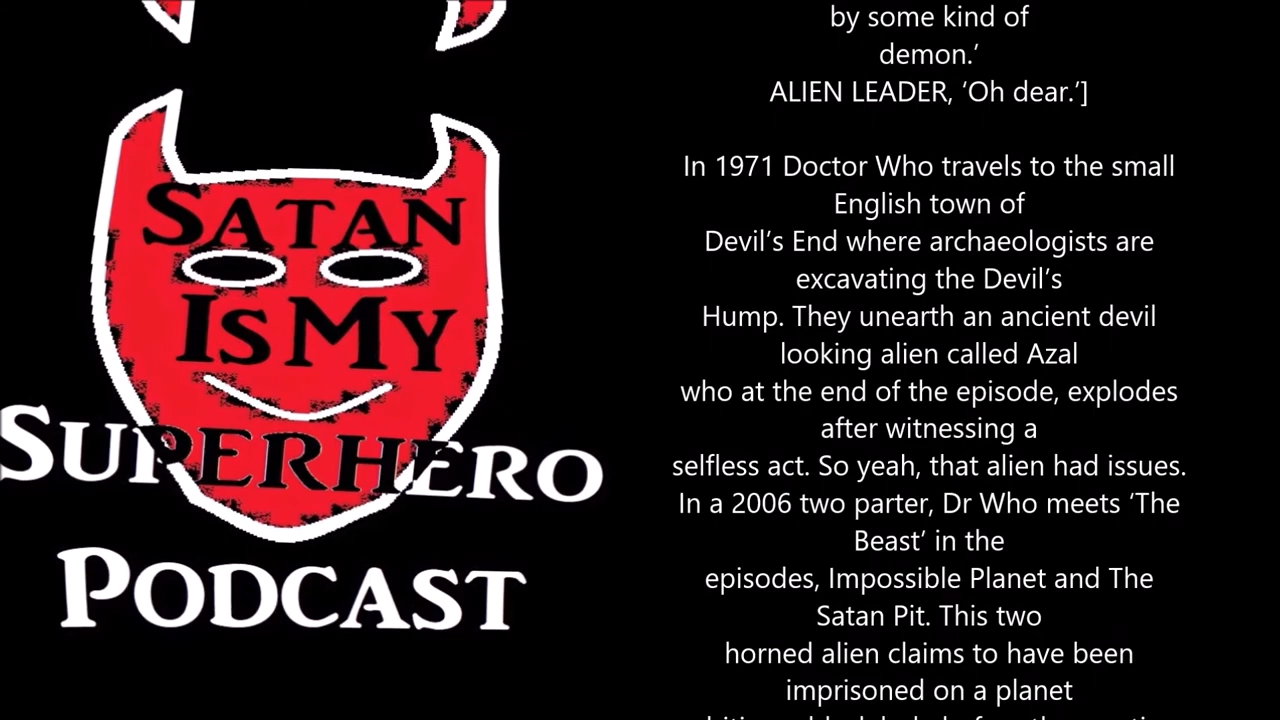 SATAN
IS MY
SUPERHERO
PODCAST
by some kind of
demon.’
ALIEN LEADER, ‘Oh dear.’]
In 1971 Doctor Who travels to the small
English town of
Devil’s End where archaeologists are
excavating the Devil’s
Hump. They unearth an ancient devil
looking alien called Azal
who at the end of the episode, explodes
after witnessing a
selfless act. So yeah, that alien had issues.
In a 2006 two parter, Dr Who meets ‘The
Beast’ in the
episodes, Impossible Planet and The
Satan Pit. This two
horned alien claims to have been
imprisoned on a planet